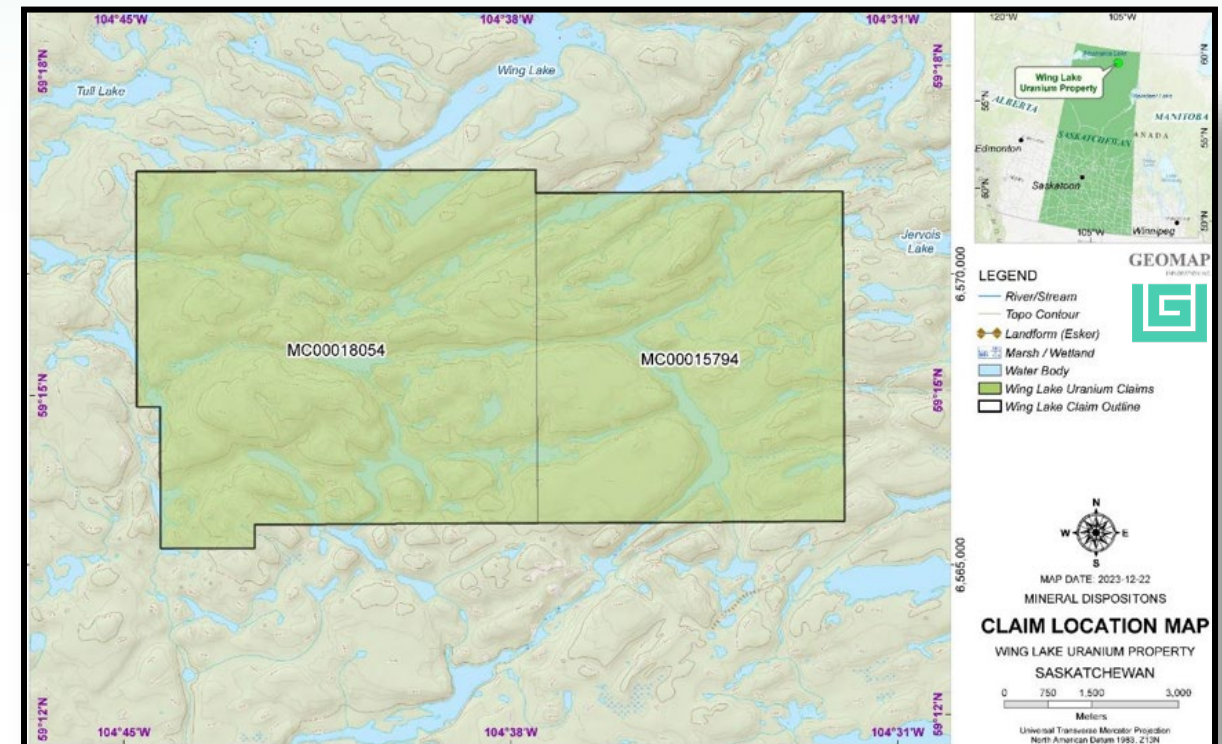 104°45'W
104°38'W
104°31'W
59°18'N
59°18'N
Tull Lake
Wing Lake
Jervois
Lake
6,570,000
MC00018054
MC00015794
59°15'N
59°15'N
6,565,000
59°12'N
59°12'N
104°45'W
104°38'W
104°31'W
120°W
105°W
60°N
Wing Lake
Uranium Property
55°N
ALBERTA
MANITOBA
SASKATCHEWAN
ANADA
55°N
Edmonton
Saskatoon
Winnipeg
105°W
GEOMAP
LEGEND
River/Stream
Topo Contour
Landform (Esker)
Marsh / Wetland
Water Body
Wing Lake Uranium Claims
Wing Lake Claim Outline
N
W
E
S
MAP DATE: 2023-12-22
MINERAL DISPOSITONS
CLAIM LOCATION MAP
WING LAKE URANIUM PROPERTY
SASKATCHEWAN
0 750 1,500 3,000
Meters
Universal Transverse Mercator Projection
North American Datum 1983, Z13N